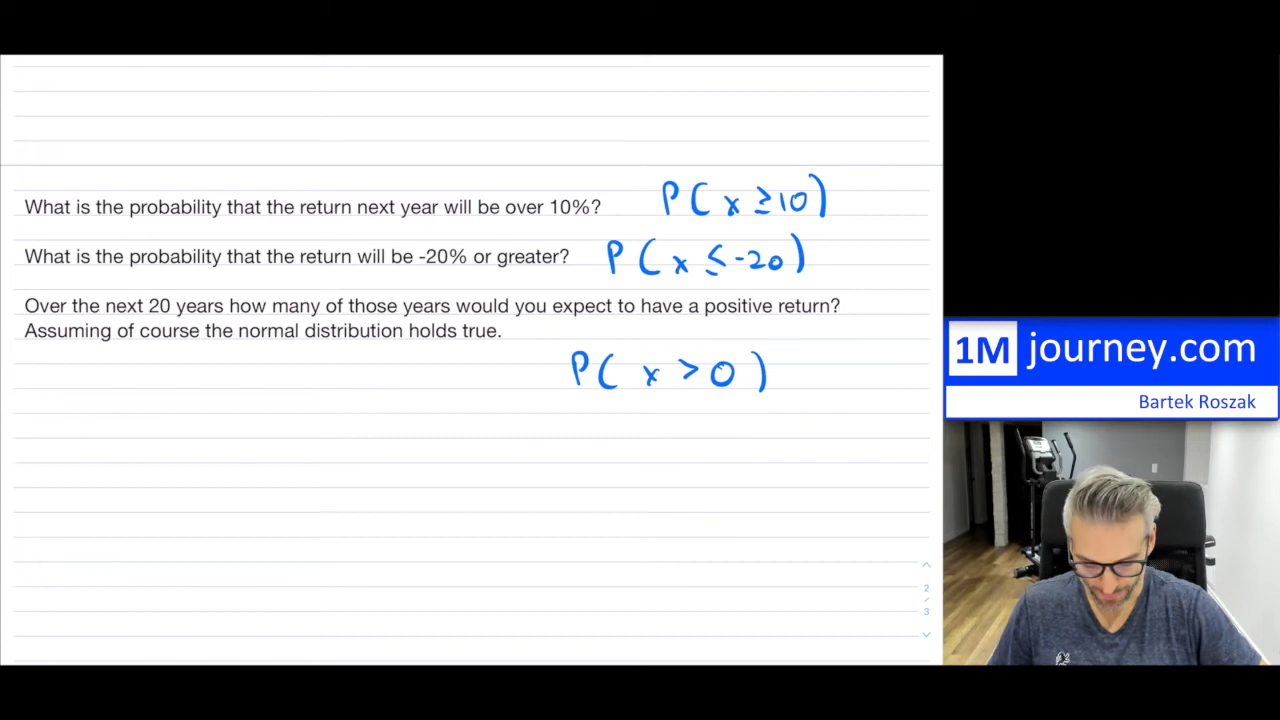 What is the probability that the return next year will be over 10%? P( x ≥ 10 )
What is the probability that the return will be -20% or greater? P( x ≤ -20 )
Over the next 20 years how many of those years would you expect to have a positive return?
Assuming of course the normal distribution holds true.
P( x > 0 )
1M journey.com
Bartek Roszak
2
/
3